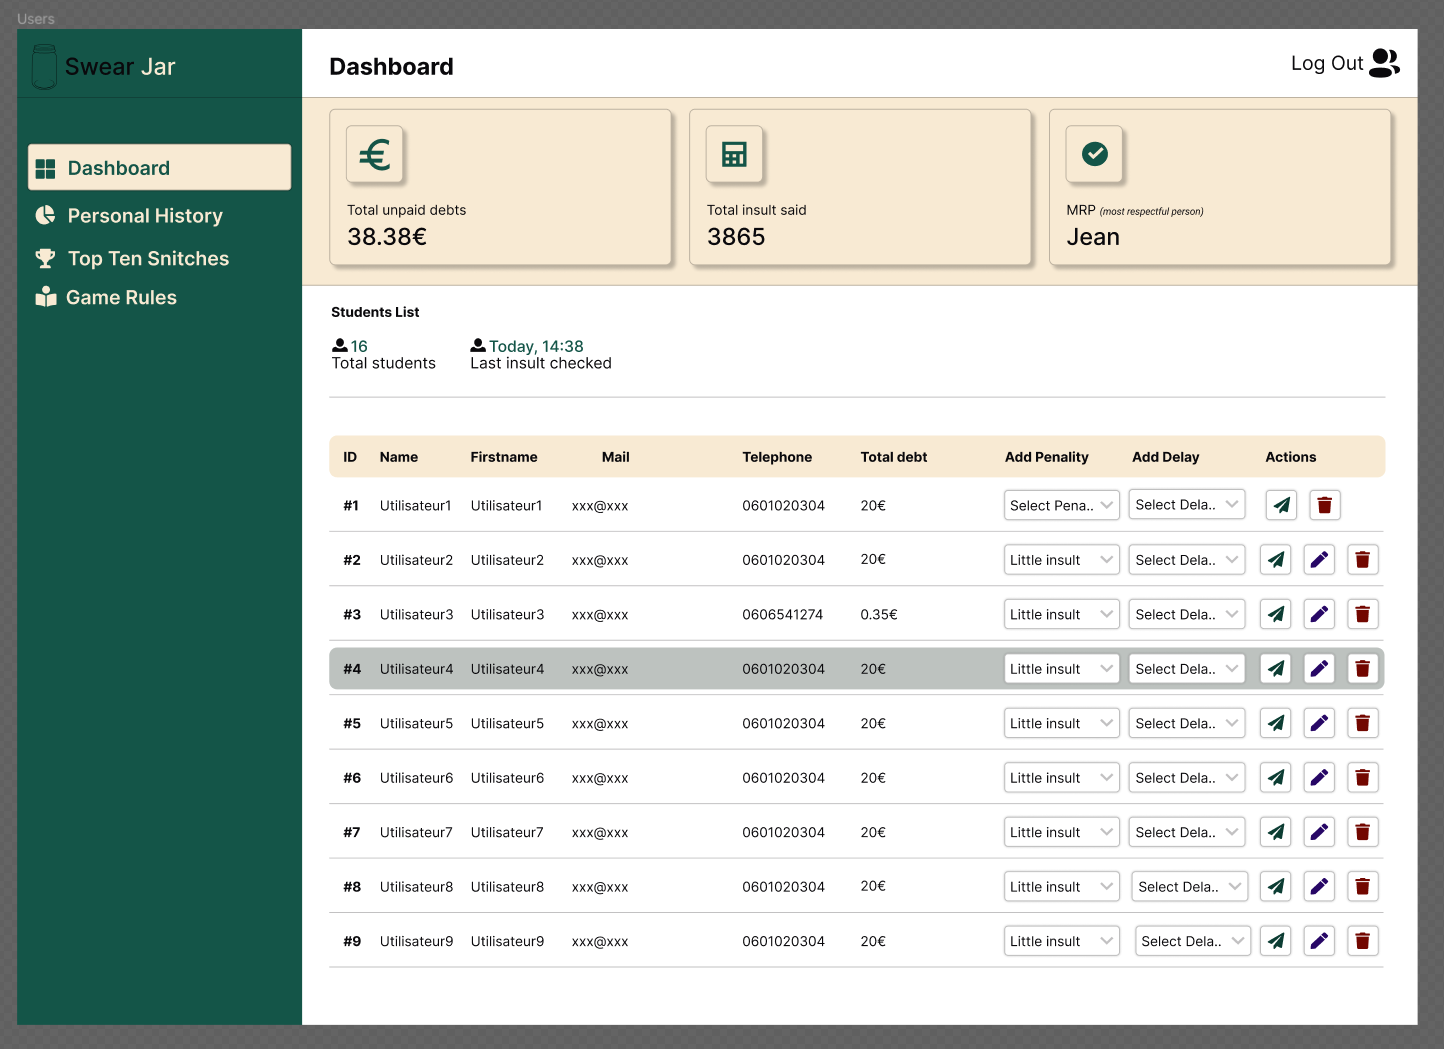 Users
Swear Jar
Dashboard
Log Out
Dashboard
Personal History
Top Ten Snitches
Game Rules
Total unpaid debts
38.38€
Total insult said
3865
MRP (most respectful person)
Jean
Students List
16
Total students
Today, 14:38
Last insult checked
ID Name Firstname Mail Telephone Total debt Add Penality Add Delay Actions
#1 Utilisateur1 Utilisateur1 xxx@xxx 0601020304 20€ Select Pena.. Select Dela..
#2 Utilisateur2 Utilisateur2 xxx@xxx 0601020304 20€ Little insult Select Dela..
#3 Utilisateur3 Utilisateur3 xxx@xxx 0606541274 0.35€ Little insult Select Dela..
#4 Utilisateur4 Utilisateur4 xxx@xxx 0601020304 20€ Little insult Select Dela..
#5 Utilisateur5 Utilisateur5 xxx@xxx 0601020304 20€ Little insult Select Dela..
#6 Utilisateur6 Utilisateur6 xxx@xxx 0601020304 20€ Little insult Select Dela..
#7 Utilisateur7 Utilisateur7 xxx@xxx 0601020304 20€ Little insult Select Dela..
#8 Utilisateur8 Utilisateur8 xxx@xxx 0601020304 20€ Little insult Select Dela..
#9 Utilisateur9 Utilisateur9 xxx@xxx 0601020304 20€ Little insult Select Dela..